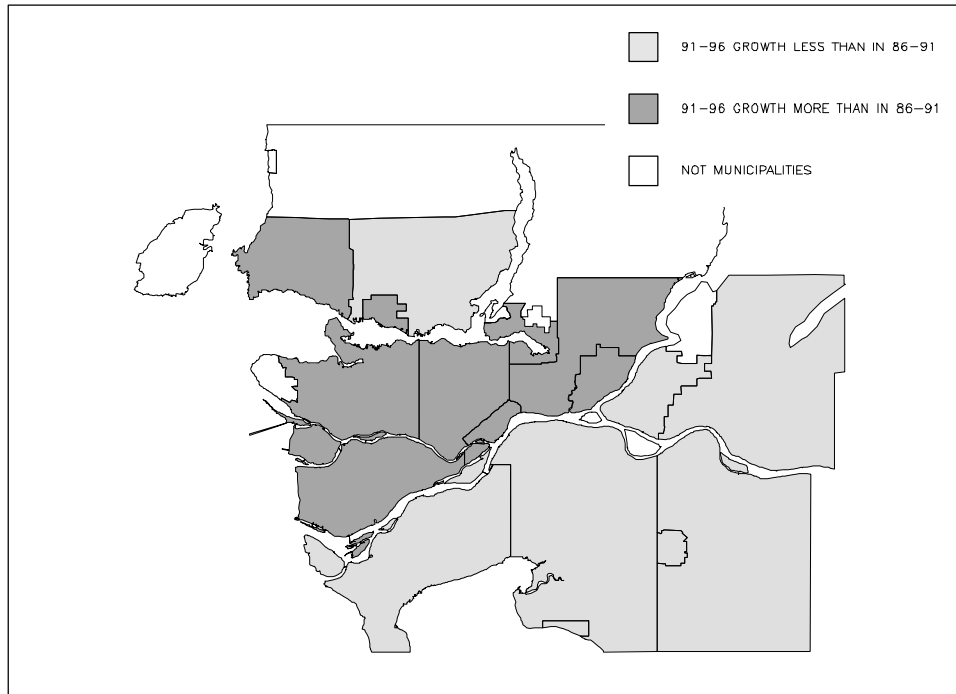 91-96 GROWTH LESS THAN IN 86-91
91-96 GROWTH MORE THAN IN 86-91
NOT MUNICIPALITIES